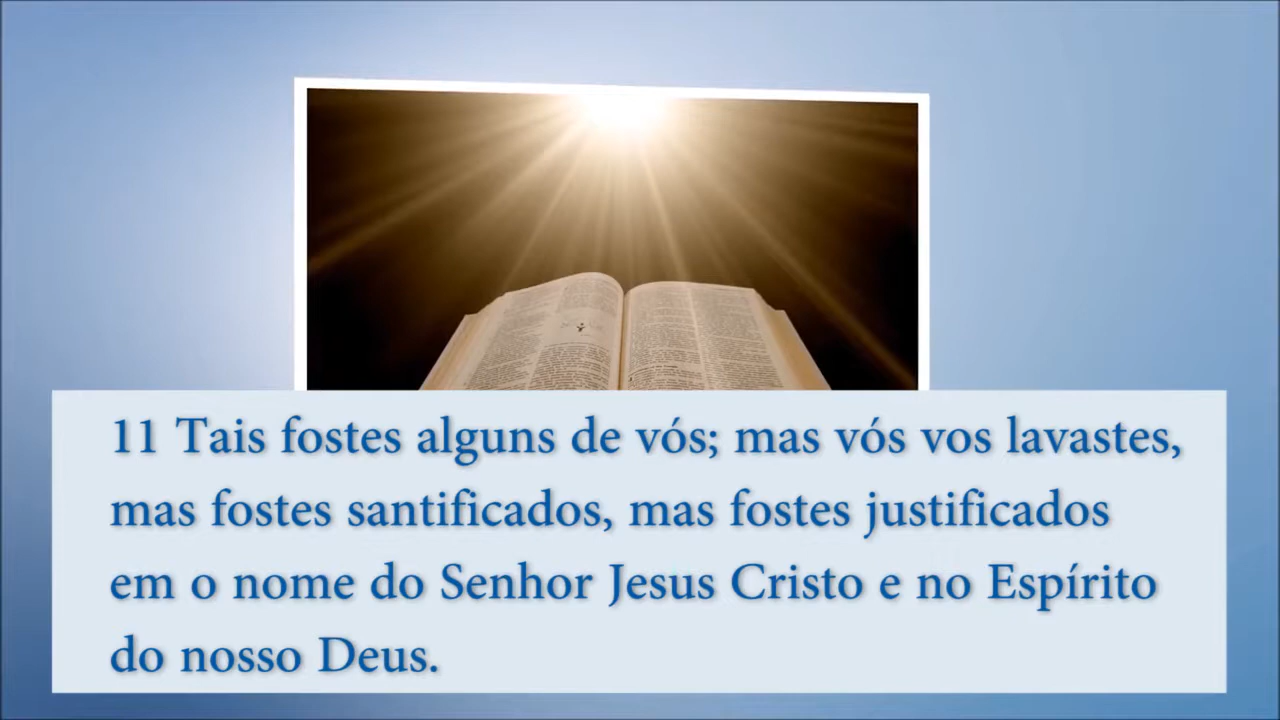 11 Tais fostes alguns de vós; mas vós vos lavastes,
mas fostes santificados, mas fostes justificados
em o nome do Senhor Jesus Cristo e no Espírito
do nosso Deus.